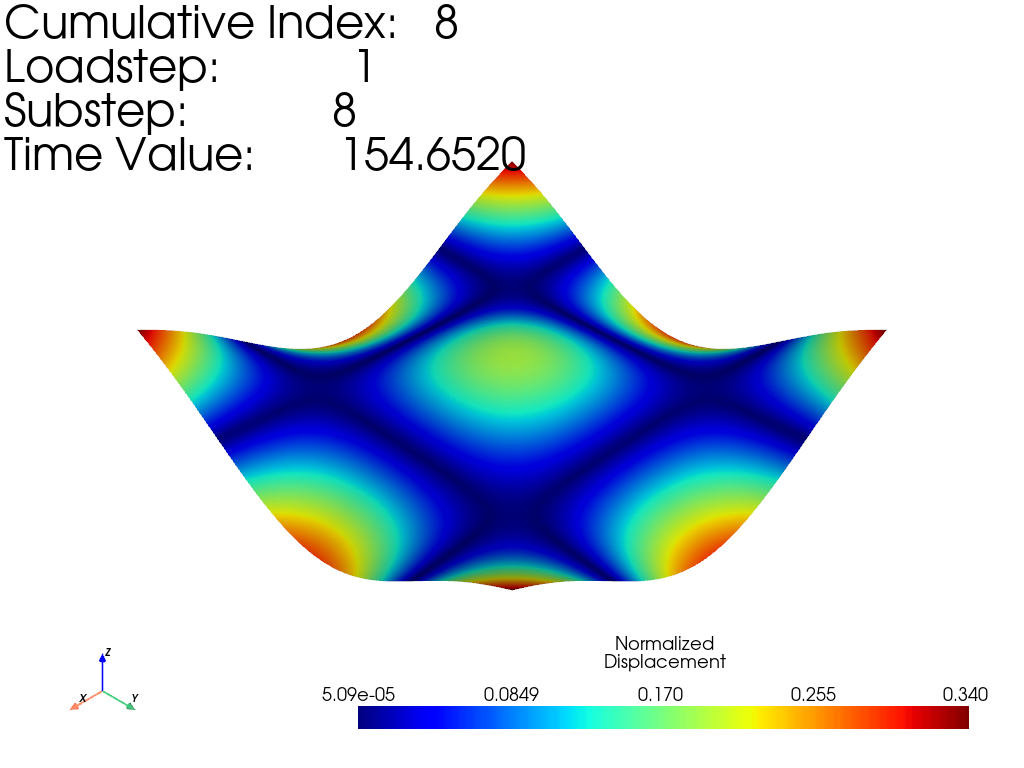 Cumulative Index: 8
Loadstep: 1
Substep: 8
Time Value: 154.6520
Z
X
Y
Normalized
Displacement
5.09e-05 0.0849 0.170 0.255 0.340